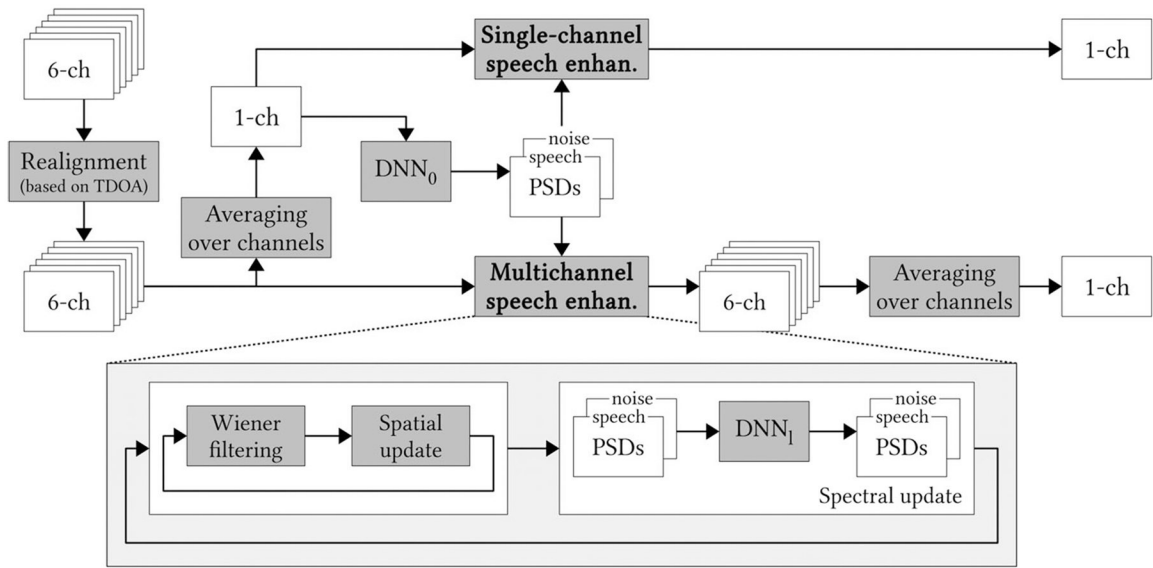 6-ch
Realignment
(based on TDOA)
6-ch
1-ch
Averaging
over channels
DNN0
Single-channel
speech enhan.
noise
speech
PSDs
Multichannel
speech enhan.
6-ch
Averaging
over channels
1-ch
1-ch
Wiener
filtering
Spatial
update
noise
speech
PSDs
DNNl
noise
speech
PSDs
Spectral update